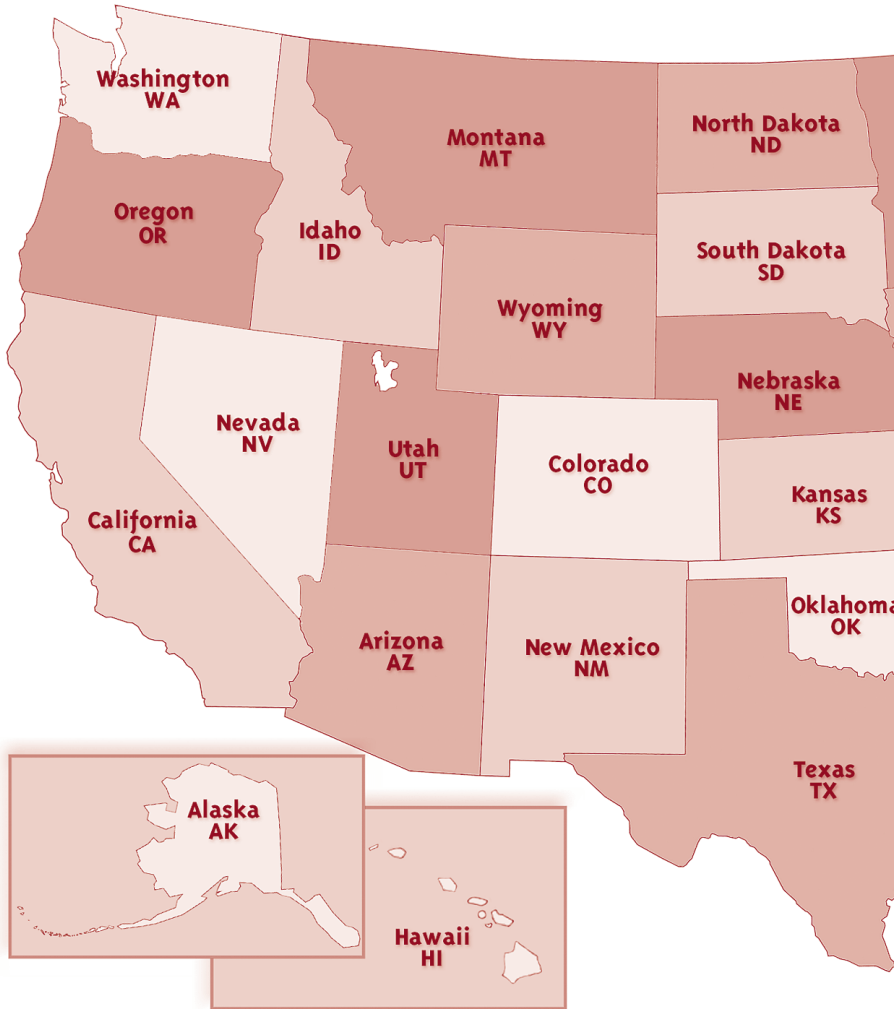 Washington
WA
Montana
MT
North Dakota
ND
Oregon
OR
Idaho
ID
South Dakota
SD
Wyoming
WY
Nebraska
NE
Nevada
NV
Utah
UT
Colorado
CO
Kansas
KS
California
CA
Oklahoma
OK
Arizona
AZ
New Mexico
NM
Texas
TX
Alaska
AK
Hawaii
HI